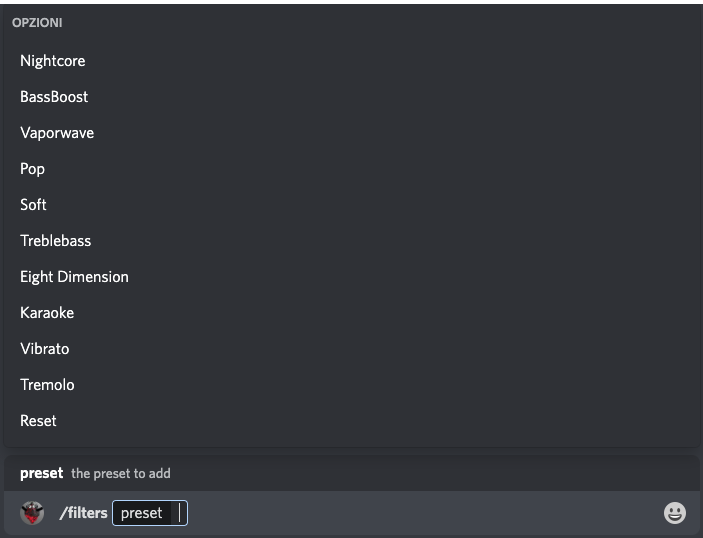 OPZIONI
Nightcore
BassBoost
Vaporwave
Pop
Soft
Treblebass
Eight Dimension
Karaoke
Vibrato
Tremolo
Reset
preset the preset to add
/filters preset